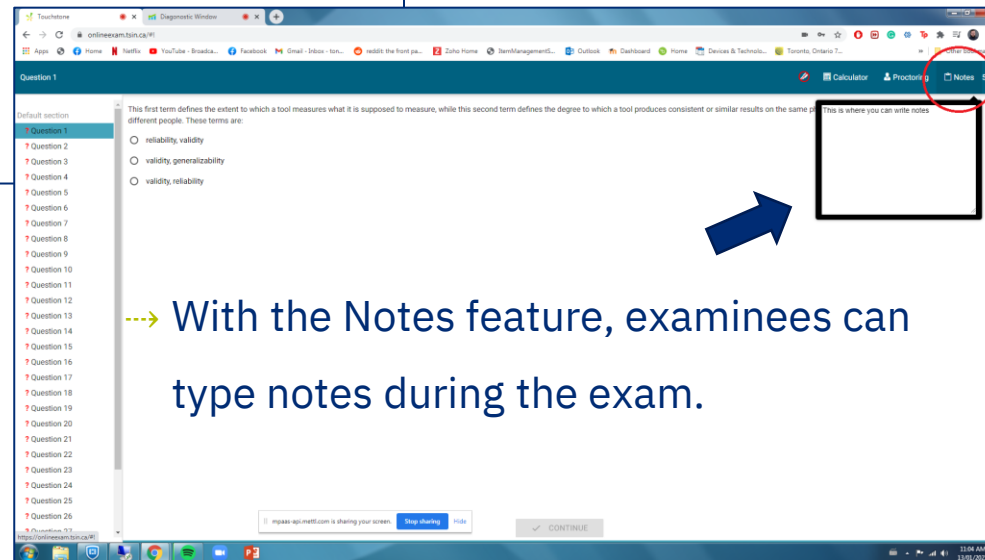 Touchstone
Diagonostic Window
onlineexam.tsin.ca/#!
Apps
Home
Netflix
YouTube - Broadca...
Facebook
Gmail - Inbox - ton...
reddit: the front pa...
Zoho Home
ItemManagementS...
Outlook
Dashboard
Home
Devices & Technolo...
Toronto, Ontario 7...
Question 1
Calculator
Proctoring
Notes
Default section
? Question 1
? Question 2
? Question 3
? Question 4
? Question 5
? Question 6
? Question 7
? Question 8
? Question 9
? Question 10
? Question 11
? Question 12
? Question 13
? Question 14
? Question 15
? Question 16
? Question 17
? Question 18
? Question 19
? Question 20
? Question 21
? Question 22
? Question 23
? Question 24
? Question 25
? Question 26
This first term defines the extent to which a tool measures what it is supposed to measure, while this second term defines the degree to which a tool produces consistent or similar results on the same
different people. These terms are:
reliability, validity
validity, generalizability
validity, reliability
This is where you can write notes
With the Notes feature, examinees can
type notes during the exam.
mpaas-api.mettl.com is sharing your screen.
Stop sharing
Hide
CONTINUE
https://onlineexam.tsin.ca/#!
11:04 AM